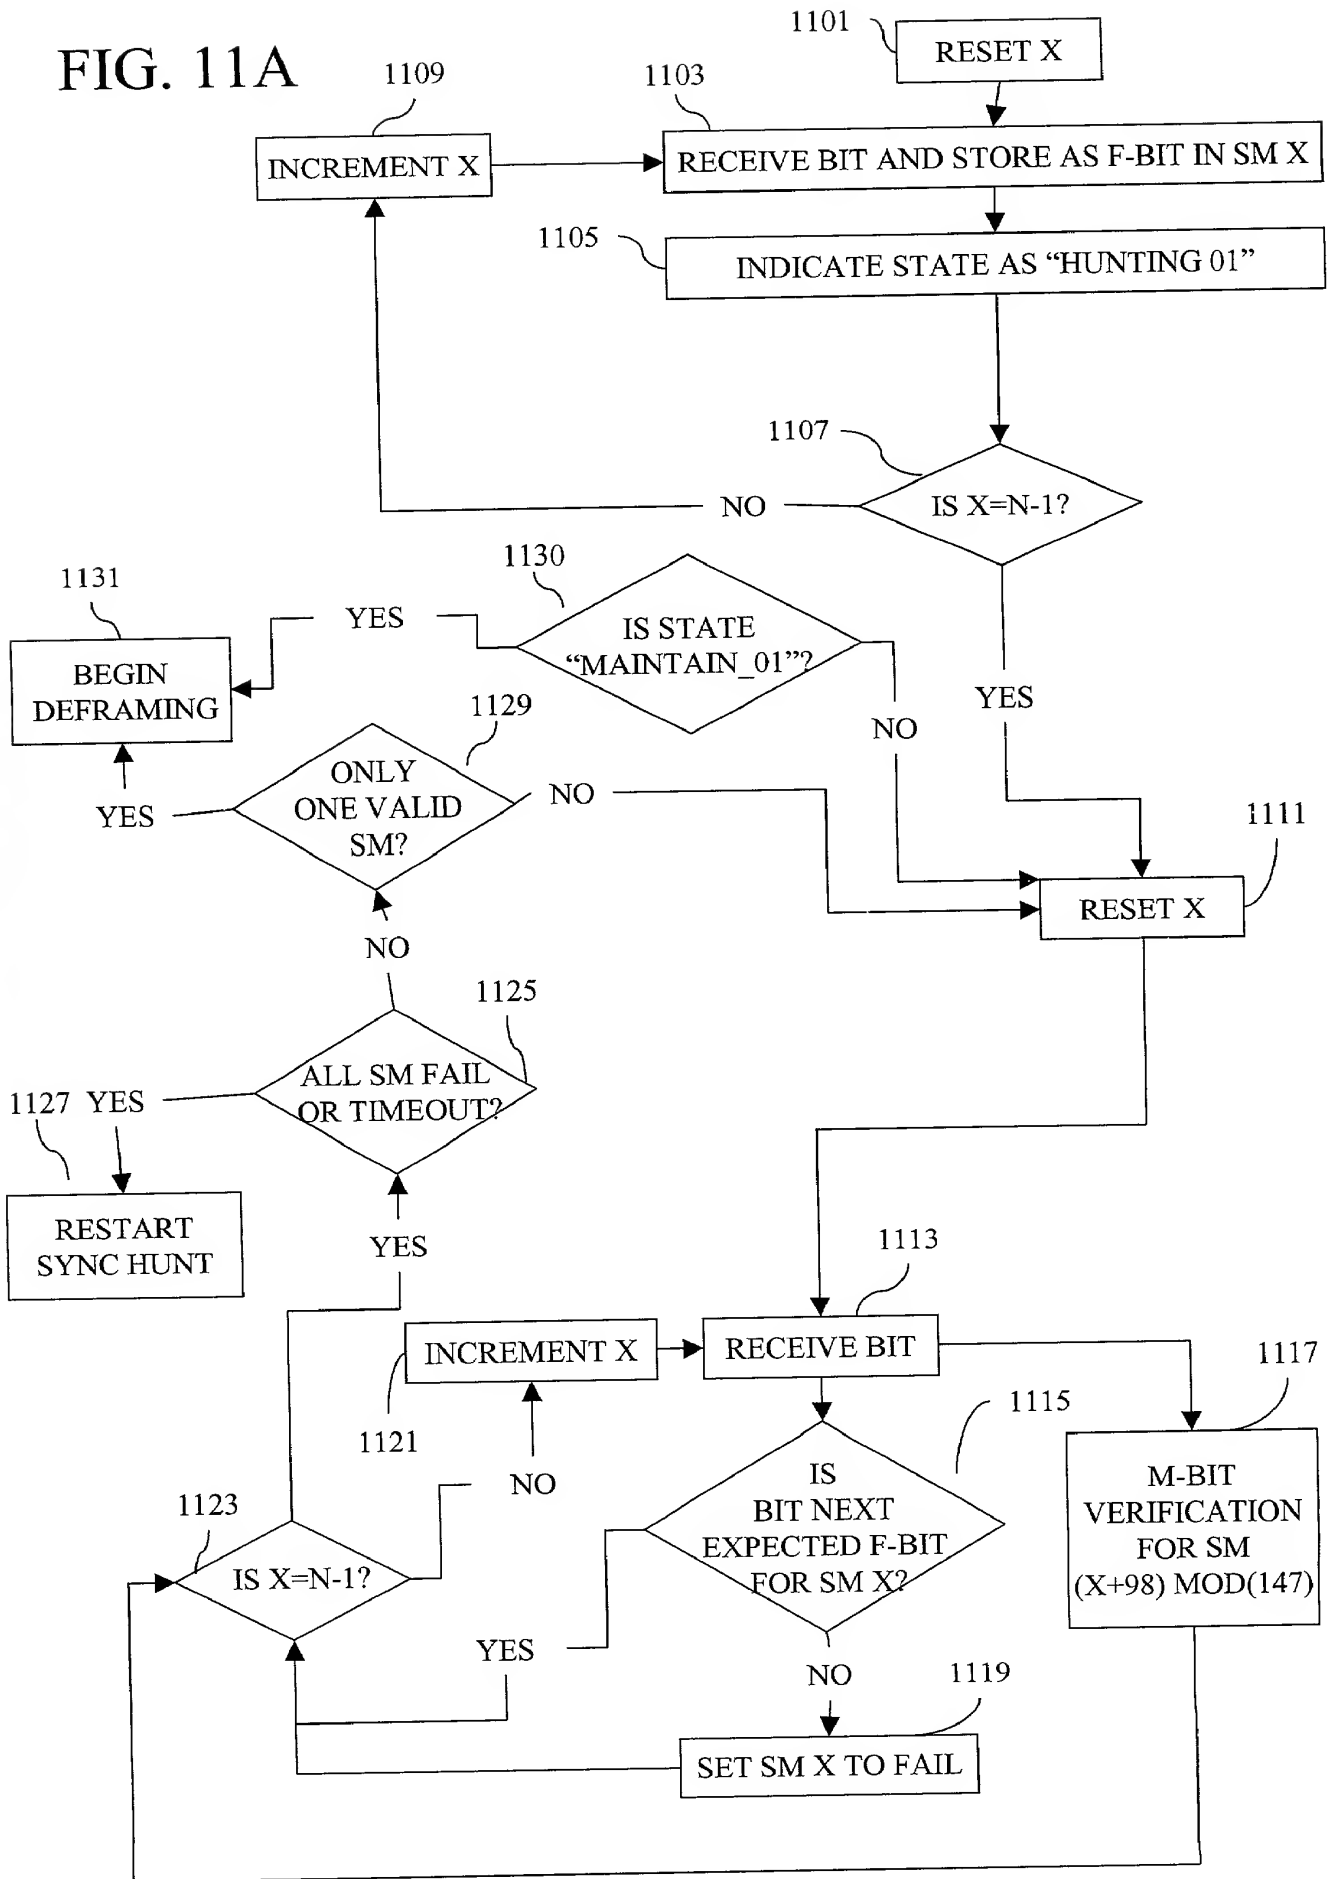 FIG. 11A
1101
RESET X
1109
1103
INCREMENT X
RECEIVE BIT AND STORE AS F-BIT IN SM X
1105
INDICATE STATE AS “HUNTING 01”
1107
NO
IS X=N-1?
1130
1131
YES
IS STATE
“MAINTAIN_01”?
BEGIN
DEFRAMING
YES
1129
NO
ONLY
ONE VALID
SM?
NO
YES
1111
RESET X
NO
1125
ALL SM FAIL
OR TIMEOUT?
1127 YES
RESTART
SYNC HUNT
YES
1113
INCREMENT X
RECEIVE BIT
1117
1121
1115
NO
IS
BIT NEXT
EXPECTED F-BIT
FOR SM X?
M-BIT
VERIFICATION
FOR SM
(X+98) MOD(147)
1123
IS X=N-1?
YES
NO
1119
SET SM X TO FAIL